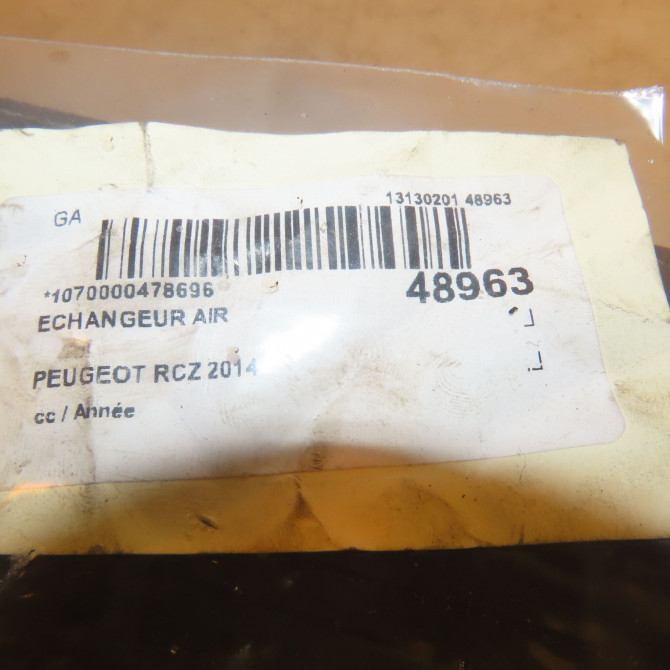 GA
13130201 48963
*1070000478696
48963
ECHANGEUR AIR
PEUGEOT RCZ 2014
cc / Année